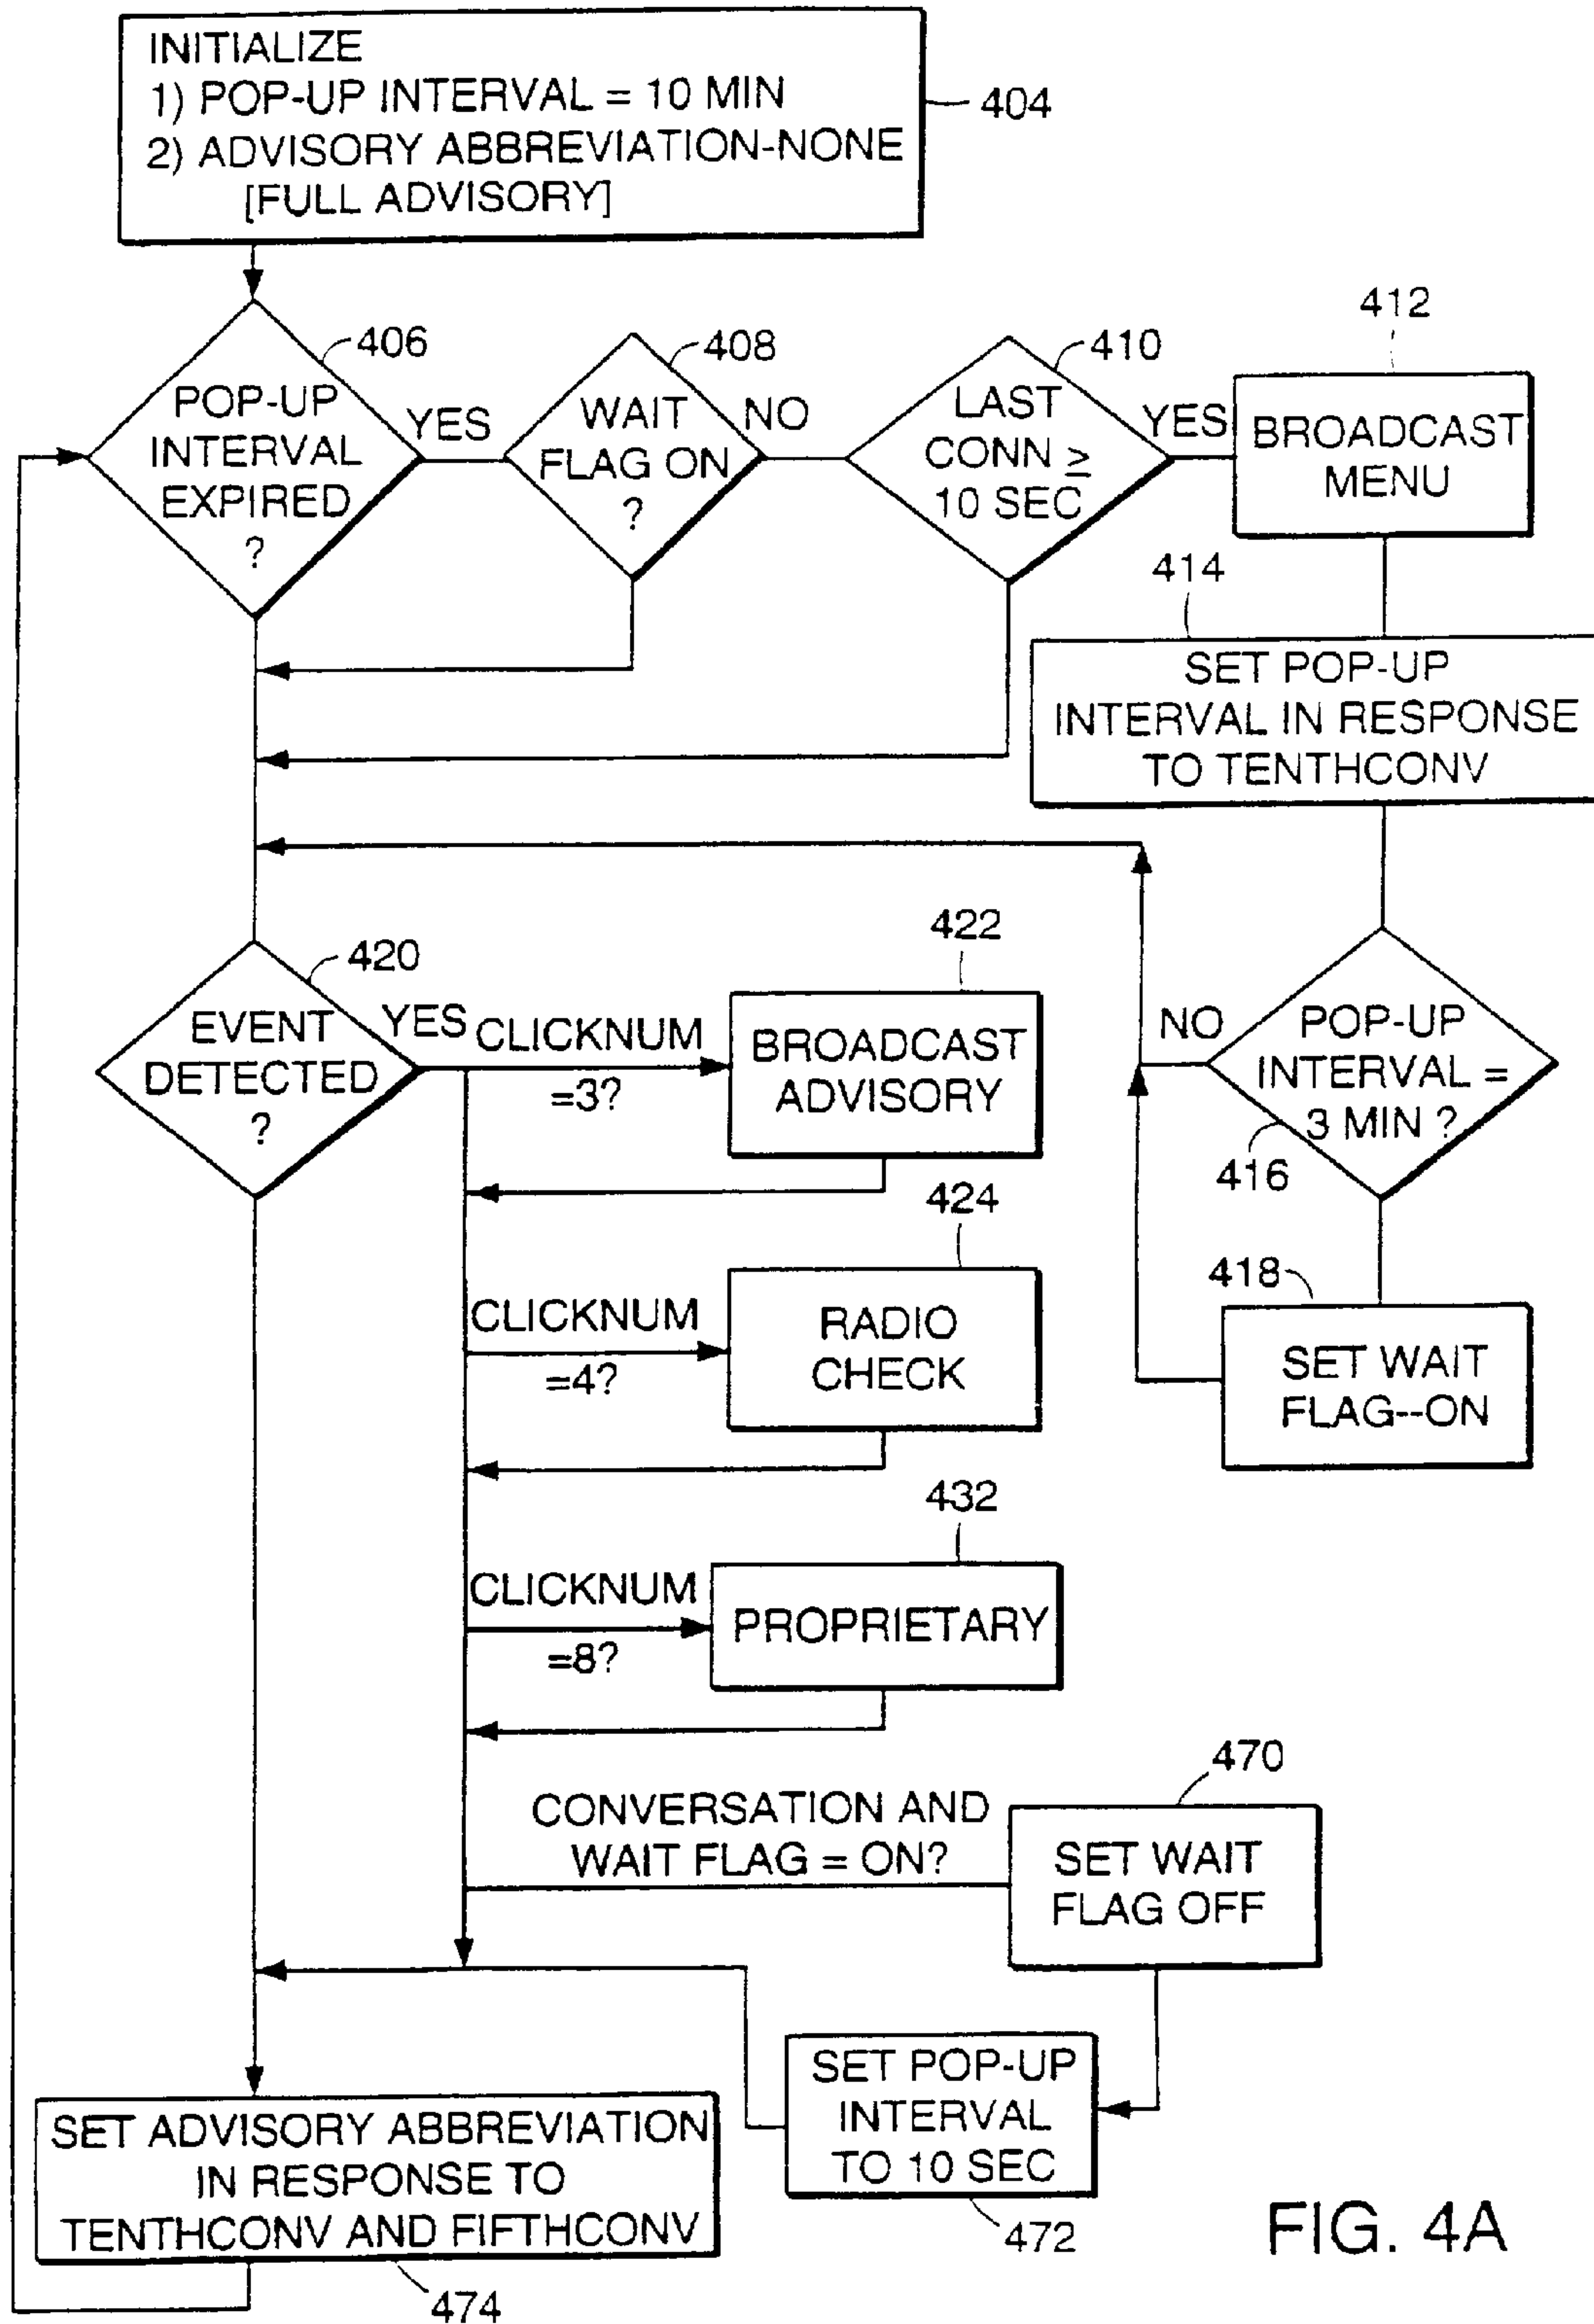 INITIALIZE
1) POP-UP INTERVAL = 10 MIN
2) ADVISORY ABBREVIATION-NONE
[FULL ADVISORY]
404
406
POP-UP
INTERVAL
EXPIRED
?
YES
408
WAIT
FLAG ON
?
NO
410
LAST
CONN ≥
10 SEC
YES
412
BROADCAST
MENU
414
SET POP-UP
INTERVAL IN RESPONSE
TO TENTHCONV
420
EVENT
DETECTED
?
YES
CLICKNUM
=3?
422
BROADCAST
ADVISORY
NO
POP-UP
INTERVAL =
3 MIN ?
416
418
SET WAIT
FLAG--ON
424
CLICKNUM
=4?
RADIO
CHECK
432
CLICKNUM
=8?
PROPRIETARY
CONVERSATION AND
WAIT FLAG = ON?
470
SET WAIT
FLAG OFF
SET POP-UP
INTERVAL
TO 10 SEC
472
SET ADVISORY ABBREVIATION
IN RESPONSE TO
TENTHCONV AND FIFTHCONV
474
FIG. 4A